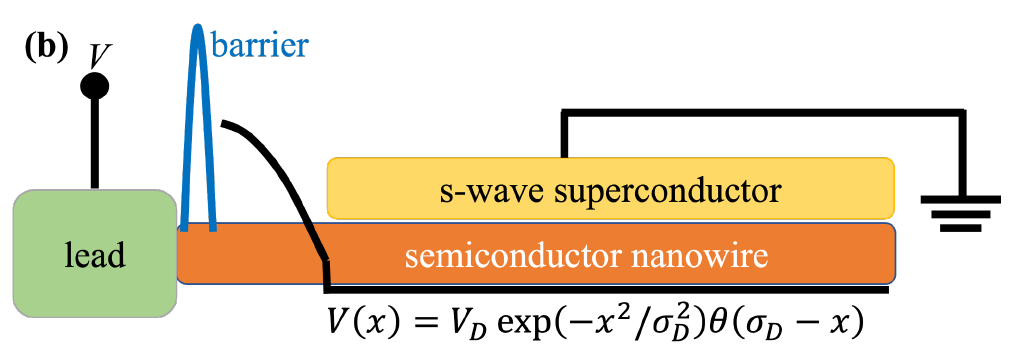 (b) V
barrier
s-wave superconductor
lead
semiconductor nanowire
V(x) = V_D exp(−x²/σ_D²)θ(σ_D − x)